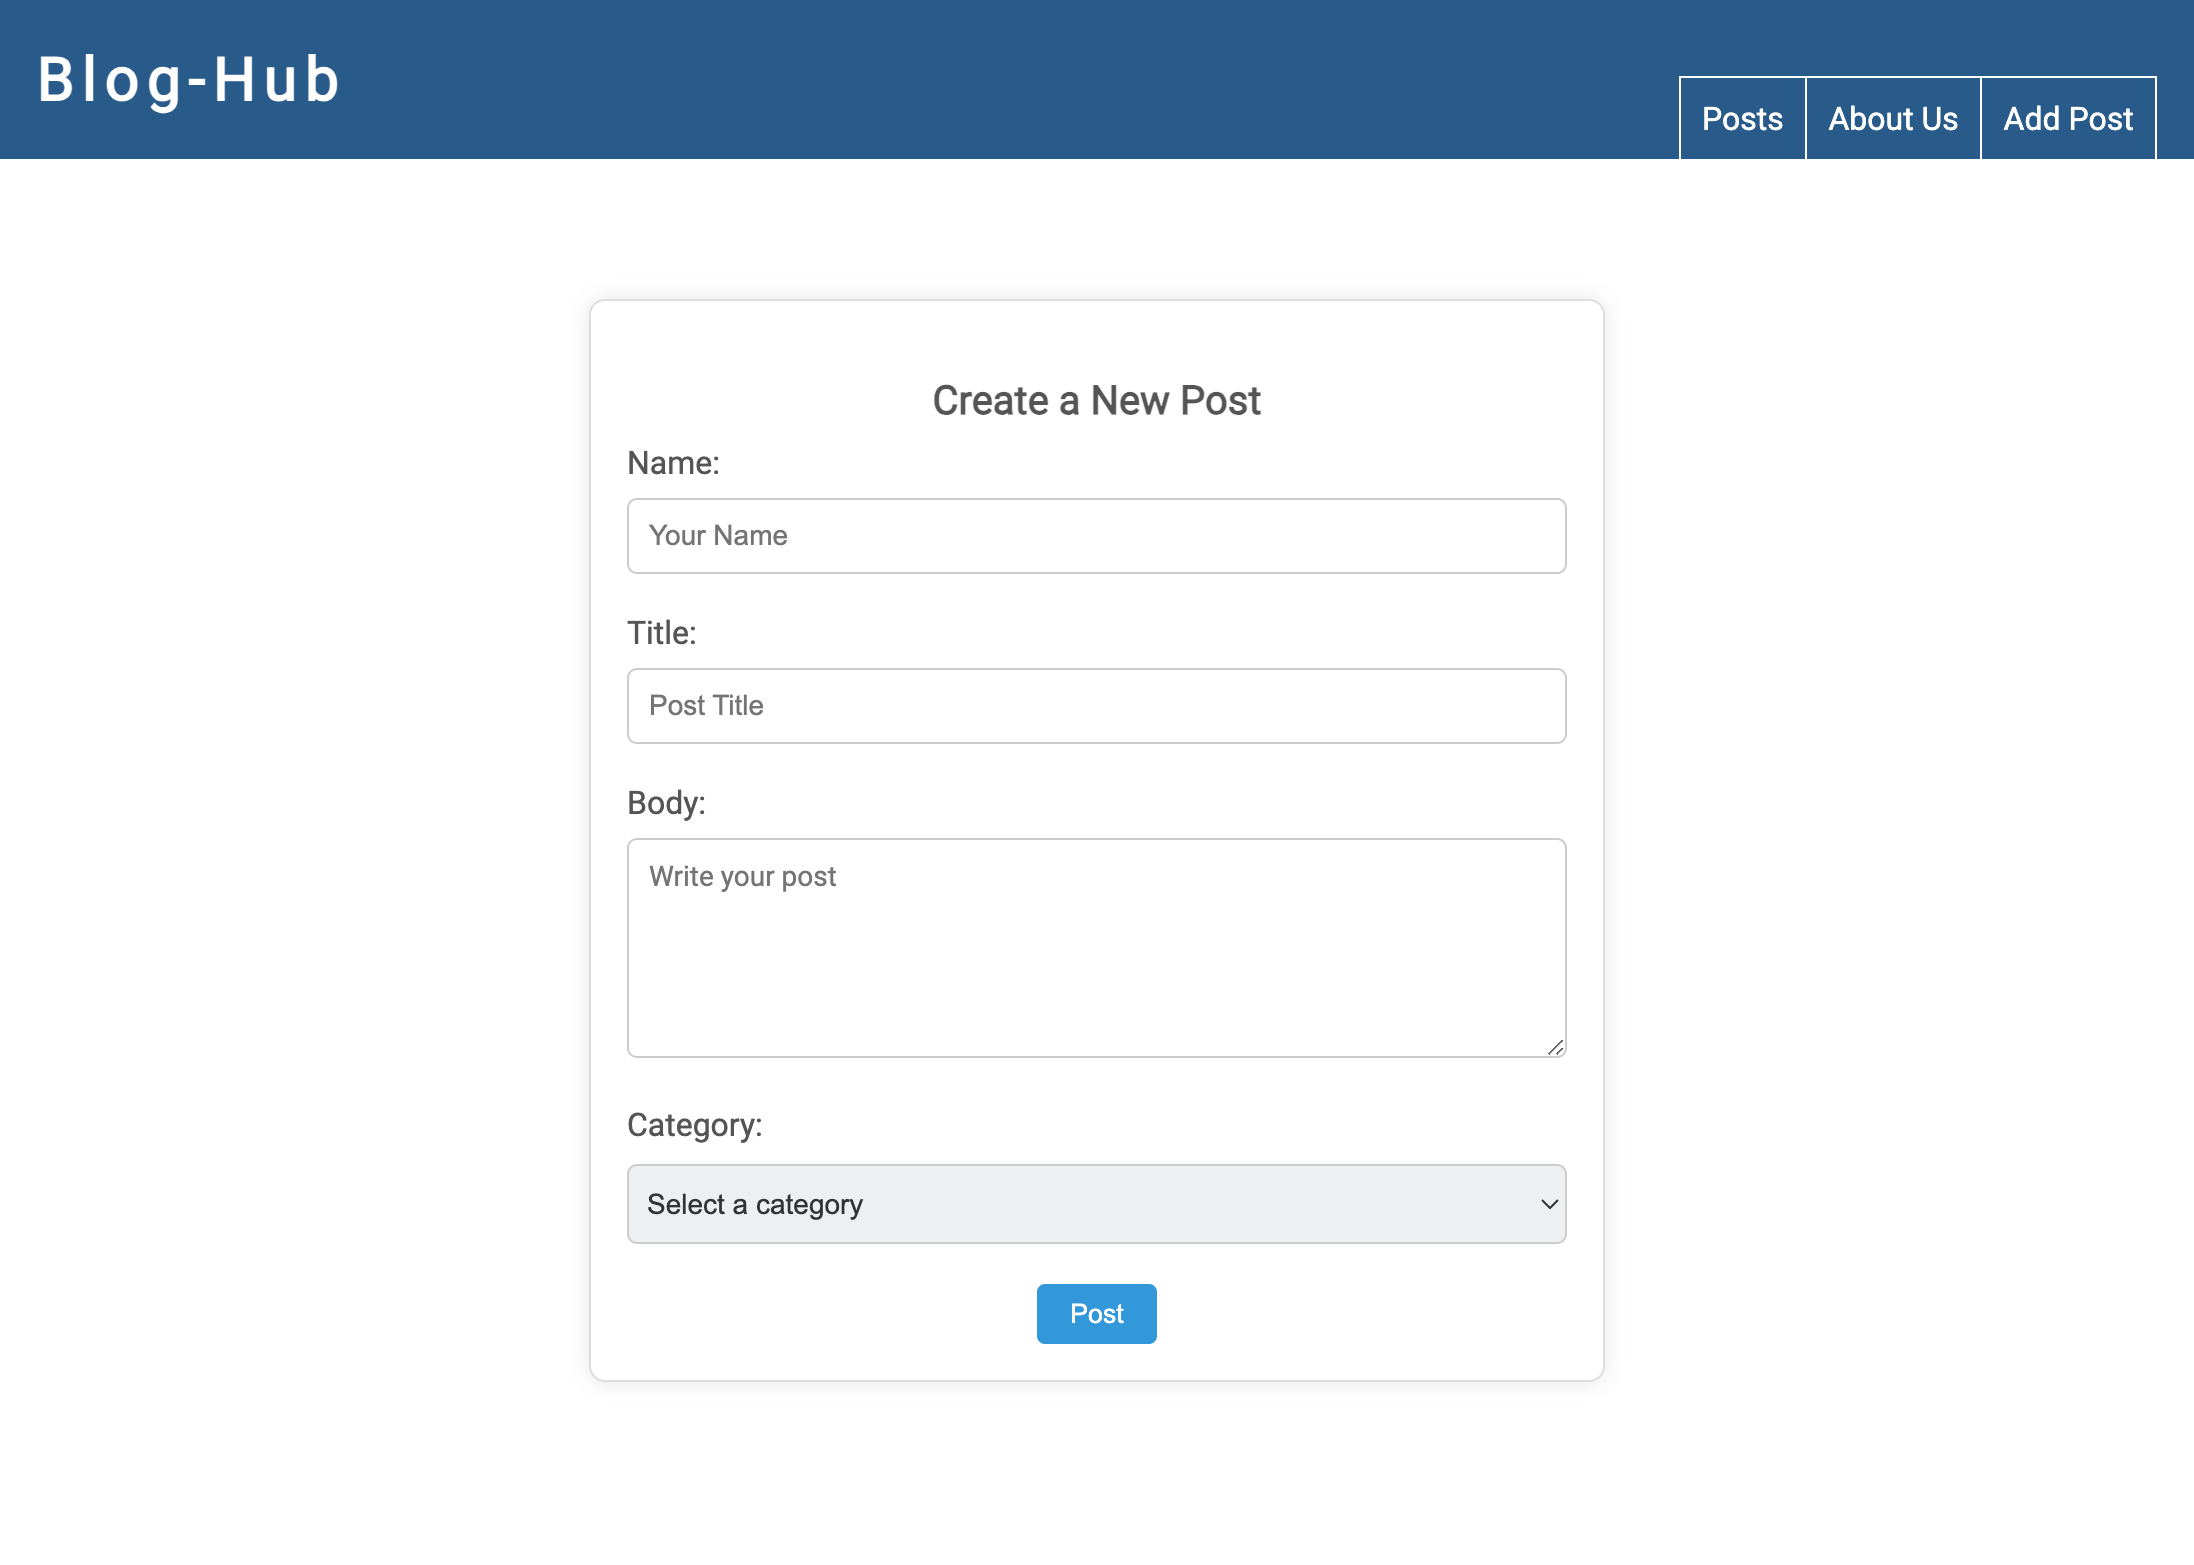 Blog-Hub
Posts
About Us
Add Post
Create a New Post
Name:
Your Name
Title:
Post Title
Body:
Write your post
Category:
Select a category
Post